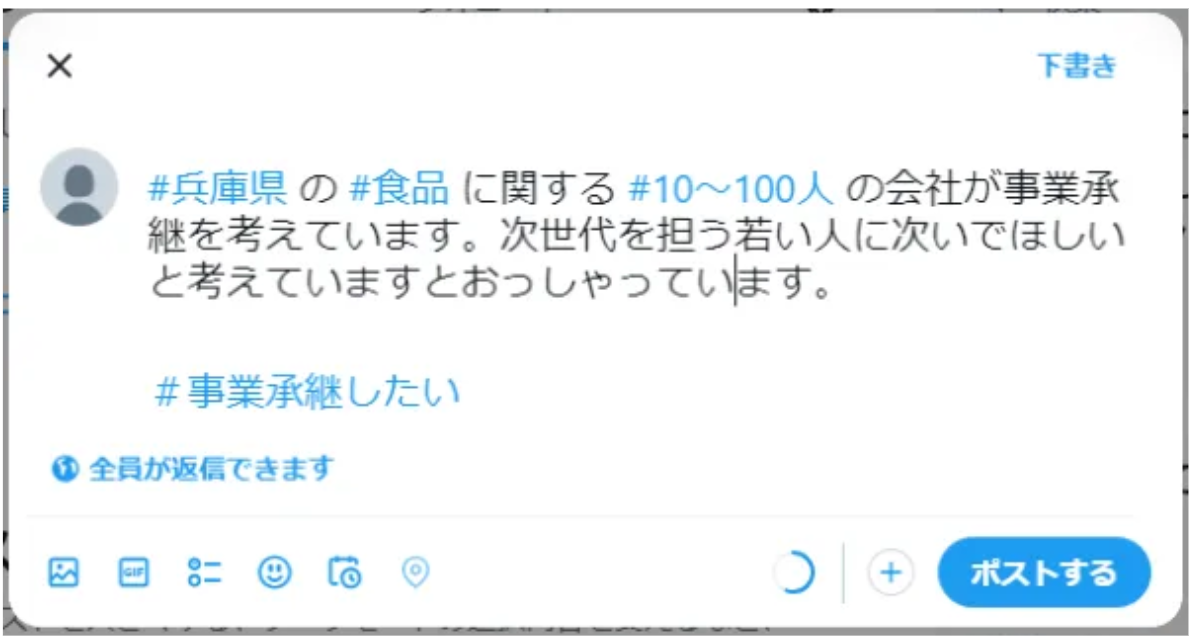 下書き
#兵庫県 の #食品 に関する #10～100人 の会社が事業承
継を考えています。次世代を担う若い人に次いでほしい
と考えていますとおっしゃっています。
#事業承継したい
全員が返信できます
GIF
ポストする